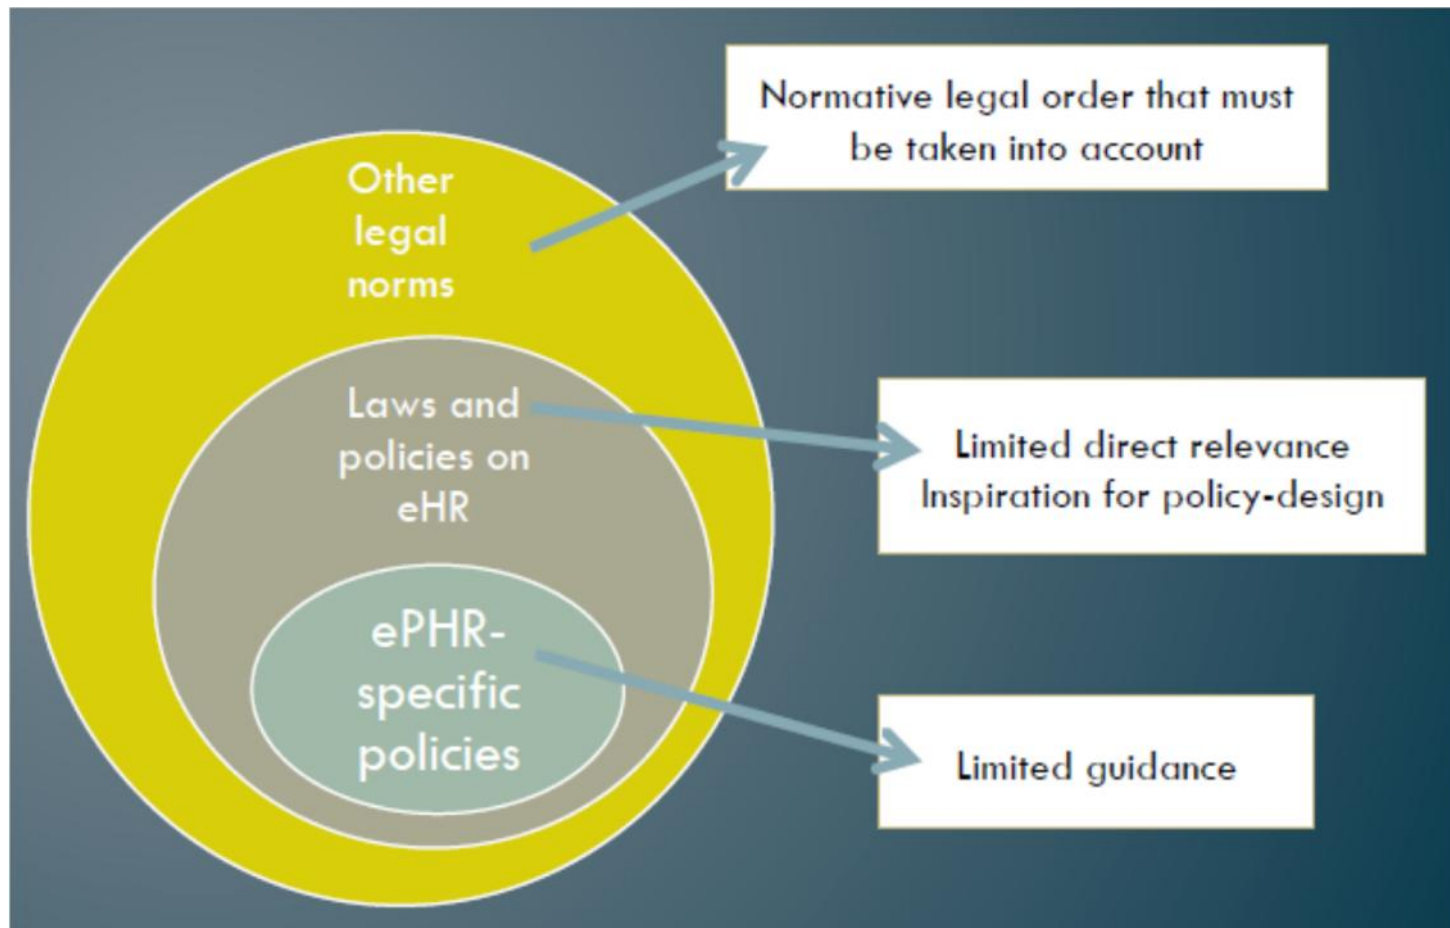 Other
legal
norms
Normative legal order that must
be taken into account
Laws and
policies on
eHR
Limited direct relevance
Inspiration for policy-design
ePHR-
specific
policies
Limited guidance